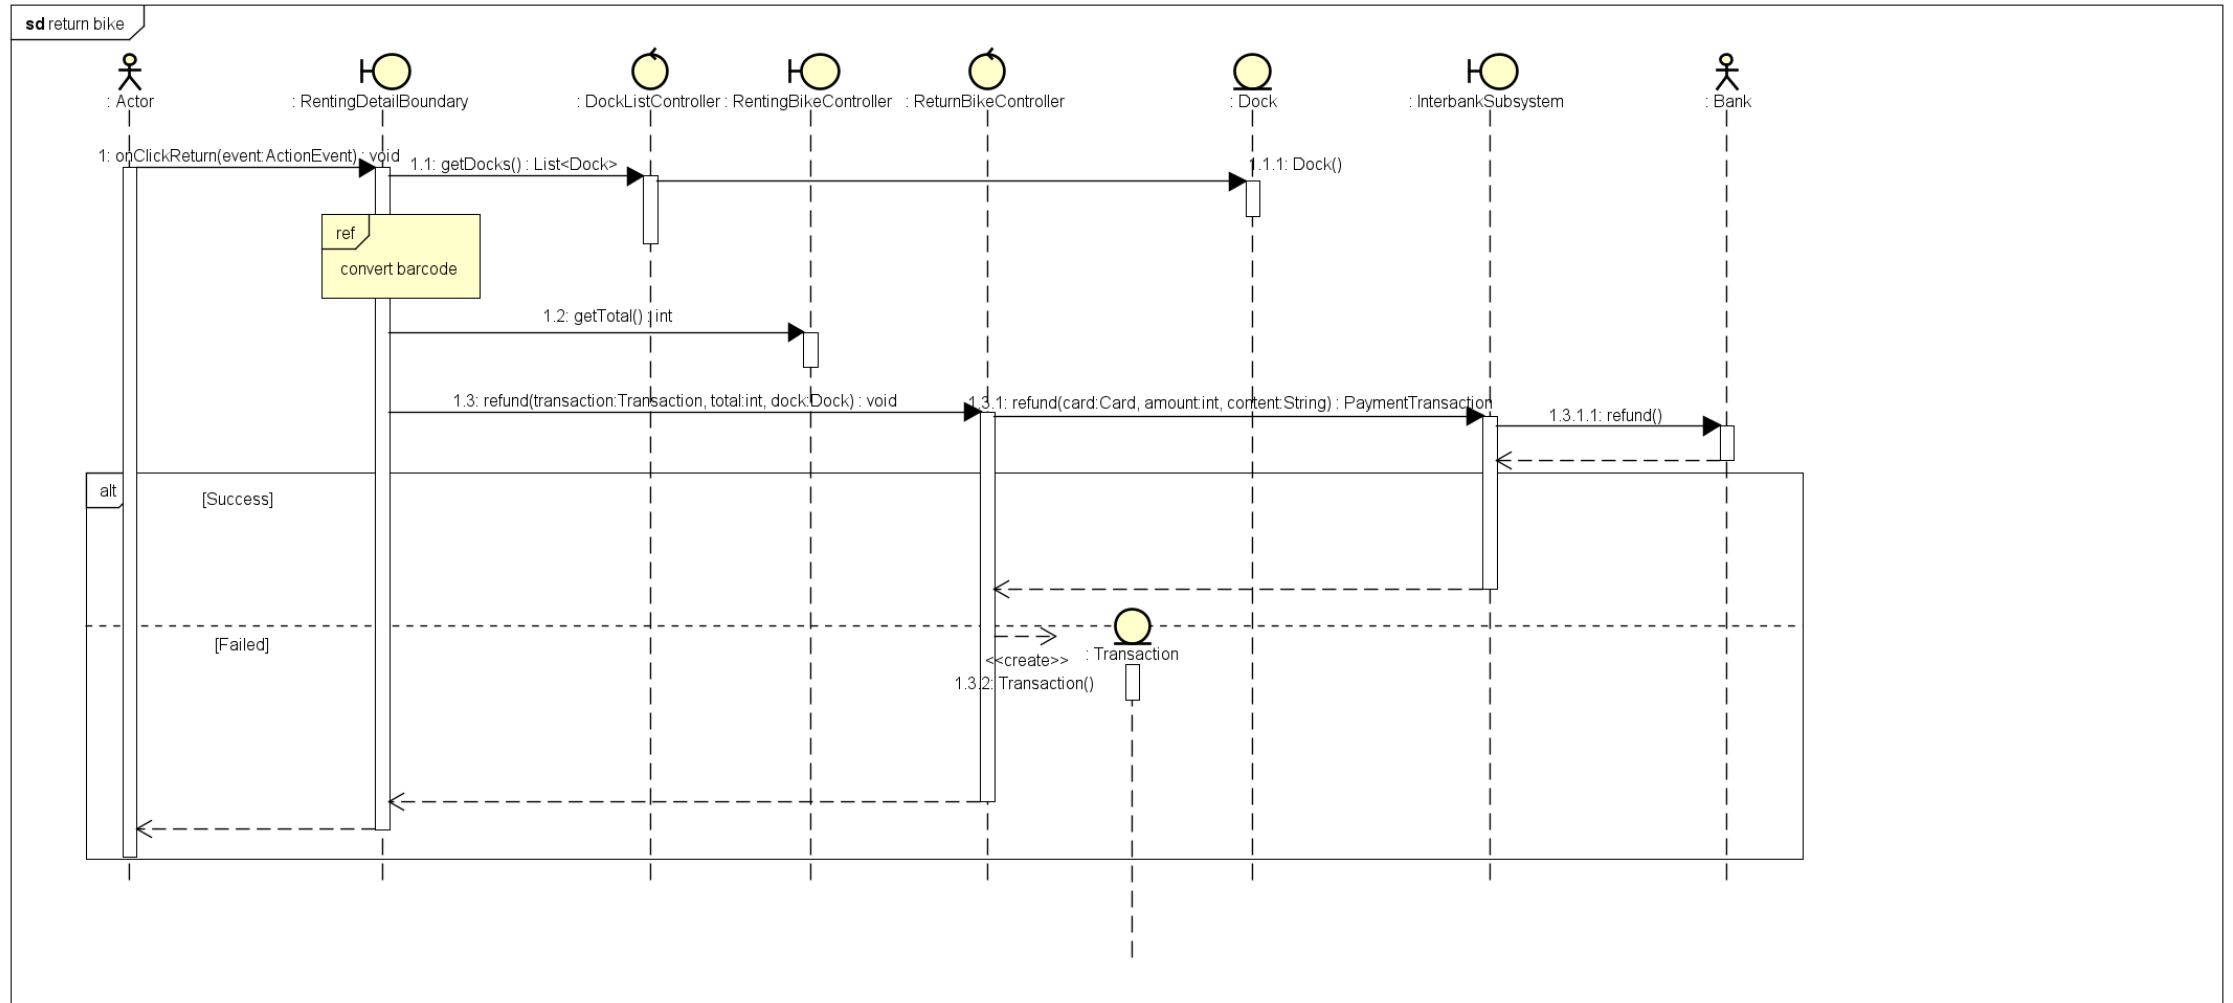 sd return bike
: Actor
: RentingDetailBoundary
: DockListController
: RentingBikeController
: ReturnBikeController
: Dock
: InterbankSubsystem
: Bank
1: onClickReturn(event:ActionEvent) : void
1.1: getDocks() : List<Dock>
1.1.1: Dock()
ref
convert barcode
1.2: getTotal() : int
1.3: refund(transaction:Transaction, total:int, dock:Dock) : void
1.3.1: refund(card:Card, amount:int, content:String) : PaymentTransaction
1.3.1.1: refund()
alt
[Success]
[Failed]
: Transaction
<<create>>
1.3.2: Transaction()